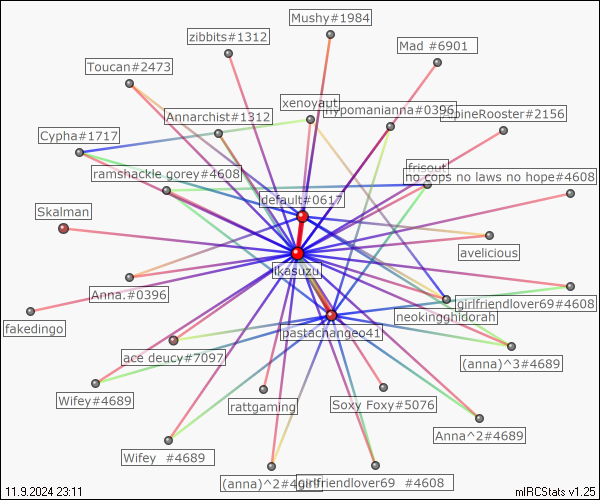 Mushy#1984
zibbits#1312
Mad #6901
Toucan#2473
xenoyaut
hypomanianna#0396
pineRooster#2156
Annarchist#1312
Cypha#1717
frisout
ramshackle gorey#4608
no cops no laws no hope#4608
default#0617
Skalman
avelicious
ikasuzu
Anna.#0396
girlfriendlover69#4608
neokingghidorah
fakedingo
pastachangeo41
ace deucy#7097
(anna)^3#4689
Wifey#4689
rattgaming
Soxy Foxy#5076
Anna^2#4689
Wifey #4689
(anna)^2#4
girlfriendlover69 #4608
11.9.2024 23:11
mIRCStats v1.25